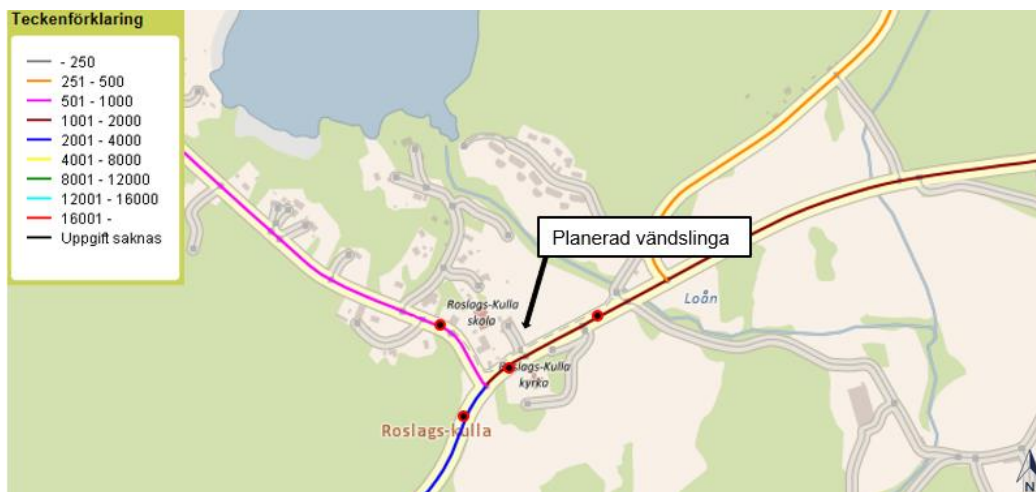 Teckenförklaring
- 250
251 - 500
501 - 1000
1001 - 2000
2001 - 4000
4001 - 8000
8001 - 12000
12001 - 16000
16001 -
Uppgift saknas
Planerad vändslinga
Loån
Roslags-Kulla
skola
Roslags-Kulla
kyrka
Roslags-kulla
N